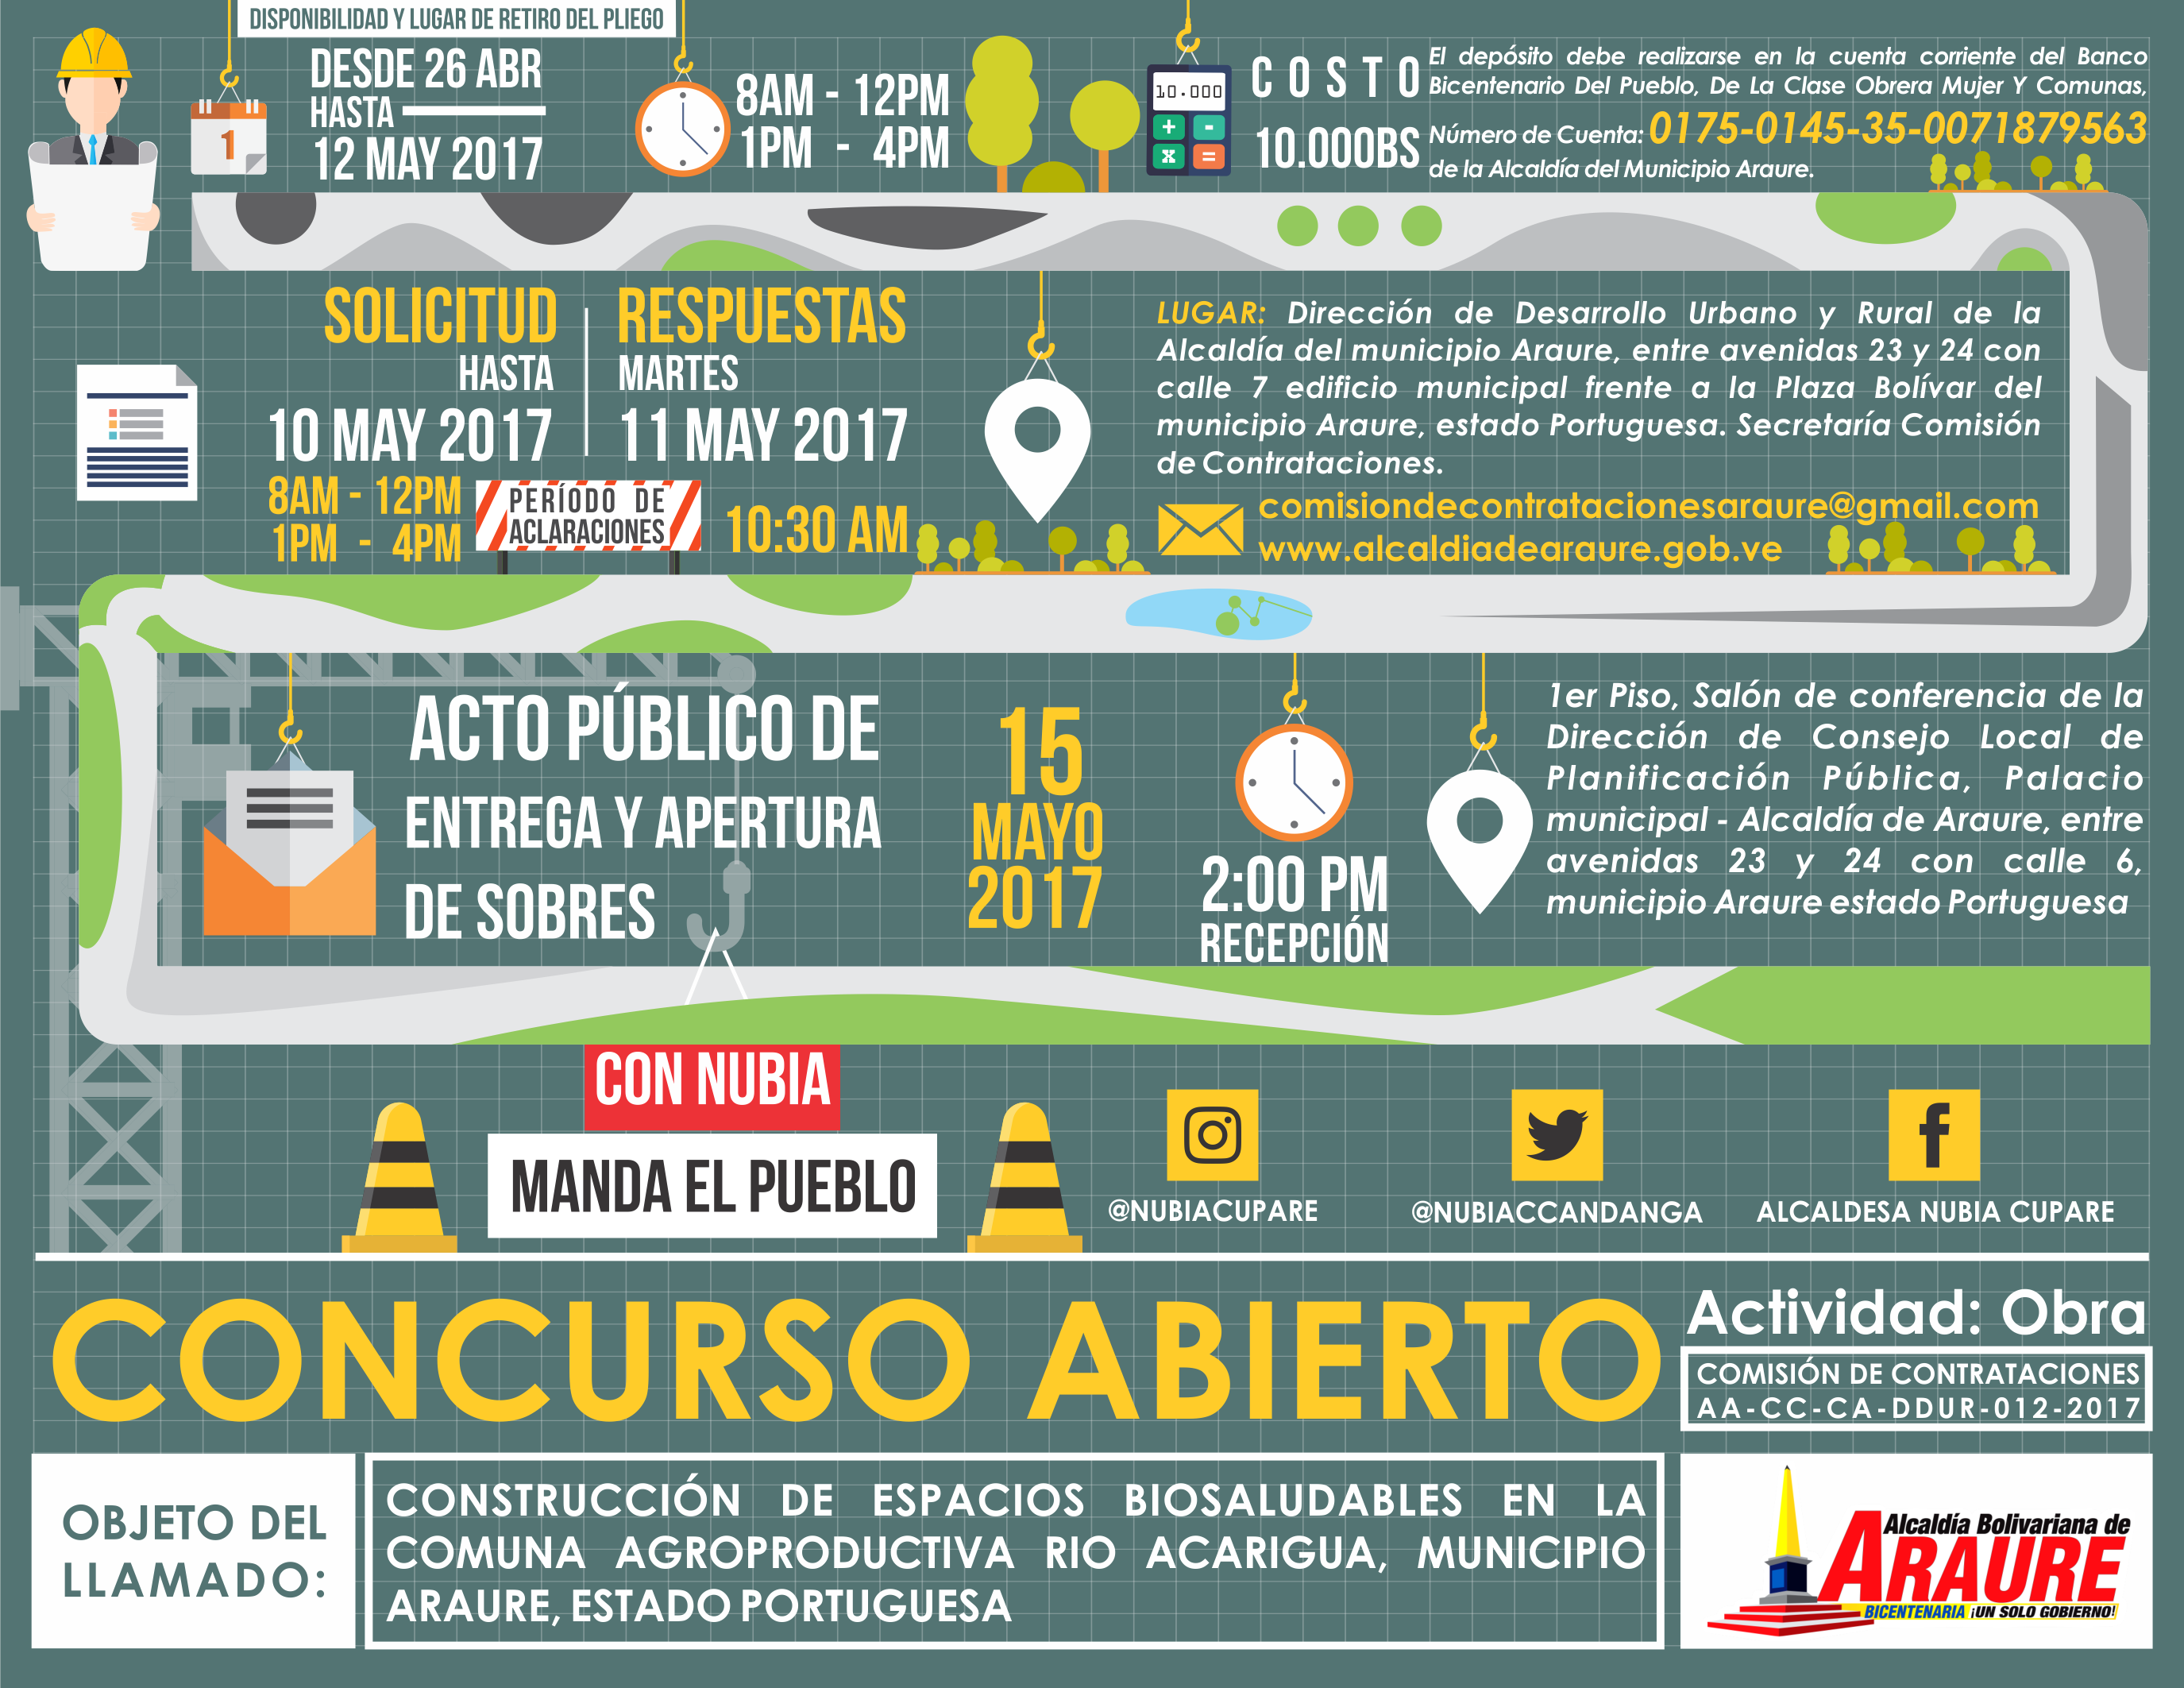 DISPONIBILIDAD Y LUGAR DE RETIRO DEL PLIEGO
DESDE 26 ABR
HASTA
12 MAY 2017
1
8AM - 12PM
1PM - 4PM
10.000
+ -
x =
COSTO
10.000BS
El depósito debe realizarse en la cuenta corriente del Banco
Bicentenario Del Pueblo, De La Clase Obrera Mujer Y Comunas,
Número de Cuenta: 0175-0145-35-0071879563
de la Alcaldía del Municipio Araure.
SOLICITUD
HASTA
10 MAY 2017
8AM - 12PM
1PM - 4PM
RESPUESTAS
MARTES
11 MAY 2017
PERÍODO DE
ACLARACIONES
10:30 AM
LUGAR: Dirección de Desarrollo Urbano y Rural de la
Alcaldía del municipio Araure, entre avenidas 23 y 24 con
calle 7 edificio municipal frente a la Plaza Bolívar del
municipio Araure, estado Portuguesa. Secretaría Comisión
de Contrataciones.
comisiondecontratacionesaraure@gmail.com
www.alcaldiadearaure.gob.ve
ACTO PÚBLICO DE
ENTREGA Y APERTURA
DE SOBRES
15
MAYO
2017
2:00 PM
RECEPCIÓN
1er Piso, Salón de conferencia de la
Dirección de Consejo Local de
Planificación Pública, Palacio
municipal - Alcaldía de Araure, entre
avenidas 23 y 24 con calle 6,
municipio Araure estado Portuguesa
CON NUBIA
MANDA EL PUEBLO
@NUBIACUPARE
@NUBIACCANDANGA
ALCALDESA NUBIA CUPARE
CONCURSO ABIERTO
Actividad: Obra
COMISIÓN DE CONTRATACIONES
AA-CC-CA-DDUR-012-2017
OBJETO DEL
LLAMADO:
CONSTRUCCIÓN DE ESPACIOS BIOSALUDABLES EN LA
COMUNA AGROPRODUCTIVA RIO ACARIGUA, MUNICIPIO
ARAURE, ESTADO PORTUGUESA
Alcaldía Bolivariana de
ARAURE
BICENTENARIA ¡UN SOLO GOBIERNO!